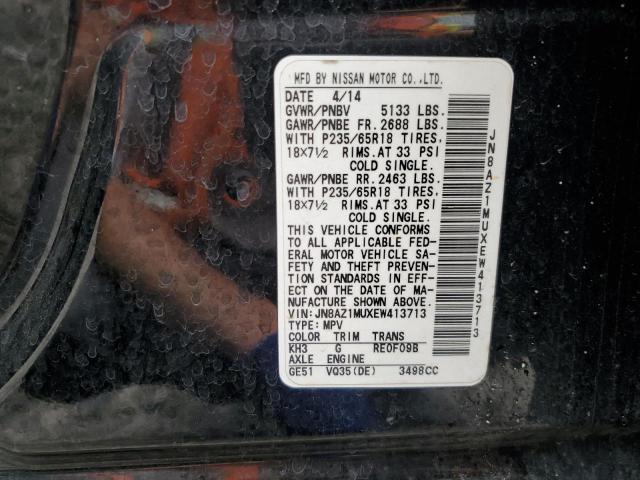 MFD BY NISSAN MOTOR CO.,LTD.
DATE 4/14
GVWR/PNBV 5133 LBS.
GAWR/PNBE FR. 2688 LBS.
WITH P235/65R18 TIRES.
18X7½ RIMS.AT 33 PSI
COLD SINGLE.
GAWR/PNBE RR. 2463 LBS.
WITH P235/65R18 TIRES.
18X7½ RIMS.AT 33 PSI
COLD SINGLE.
THIS VEHICLE CONFORMS
TO ALL APPLICABLE FED-
ERAL MOTOR VEHICLE SA-
FETY AND THEFT PREVEN-
TION STANDARDS IN EFF-
ECT ON THE DATE OF MA-
NUFACTURE SHOWN ABOVE.
VIN:JN8AZ1MUXEW413713
TYPE:MPV
COLOR TRIM TRANS
KH3 G RE0F09B
AXLE ENGINE
GE51 VQ35(DE) 3498CC
JN8AZ1MUXEW413713